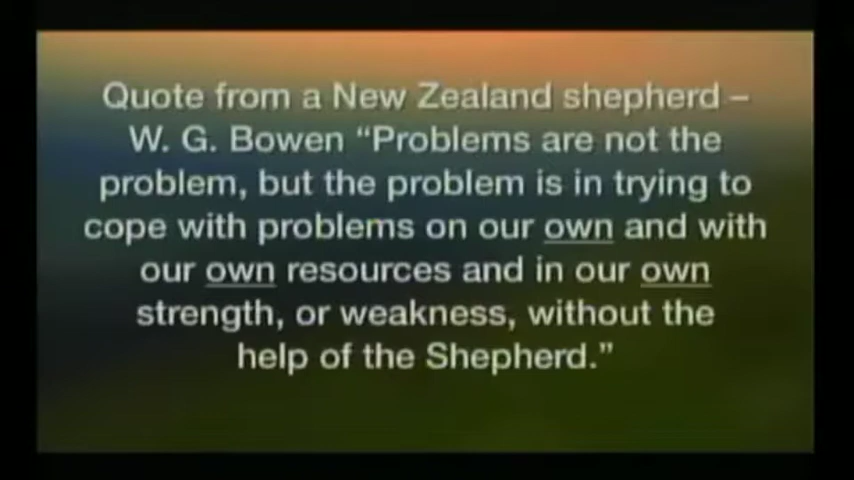 Quote from a New Zealand shepherd –
W. G. Bowen “Problems are not the
problem, but the problem is in trying to
cope with problems on our own and with
our own resources and in our own
strength, or weakness, without the
help of the Shepherd.”